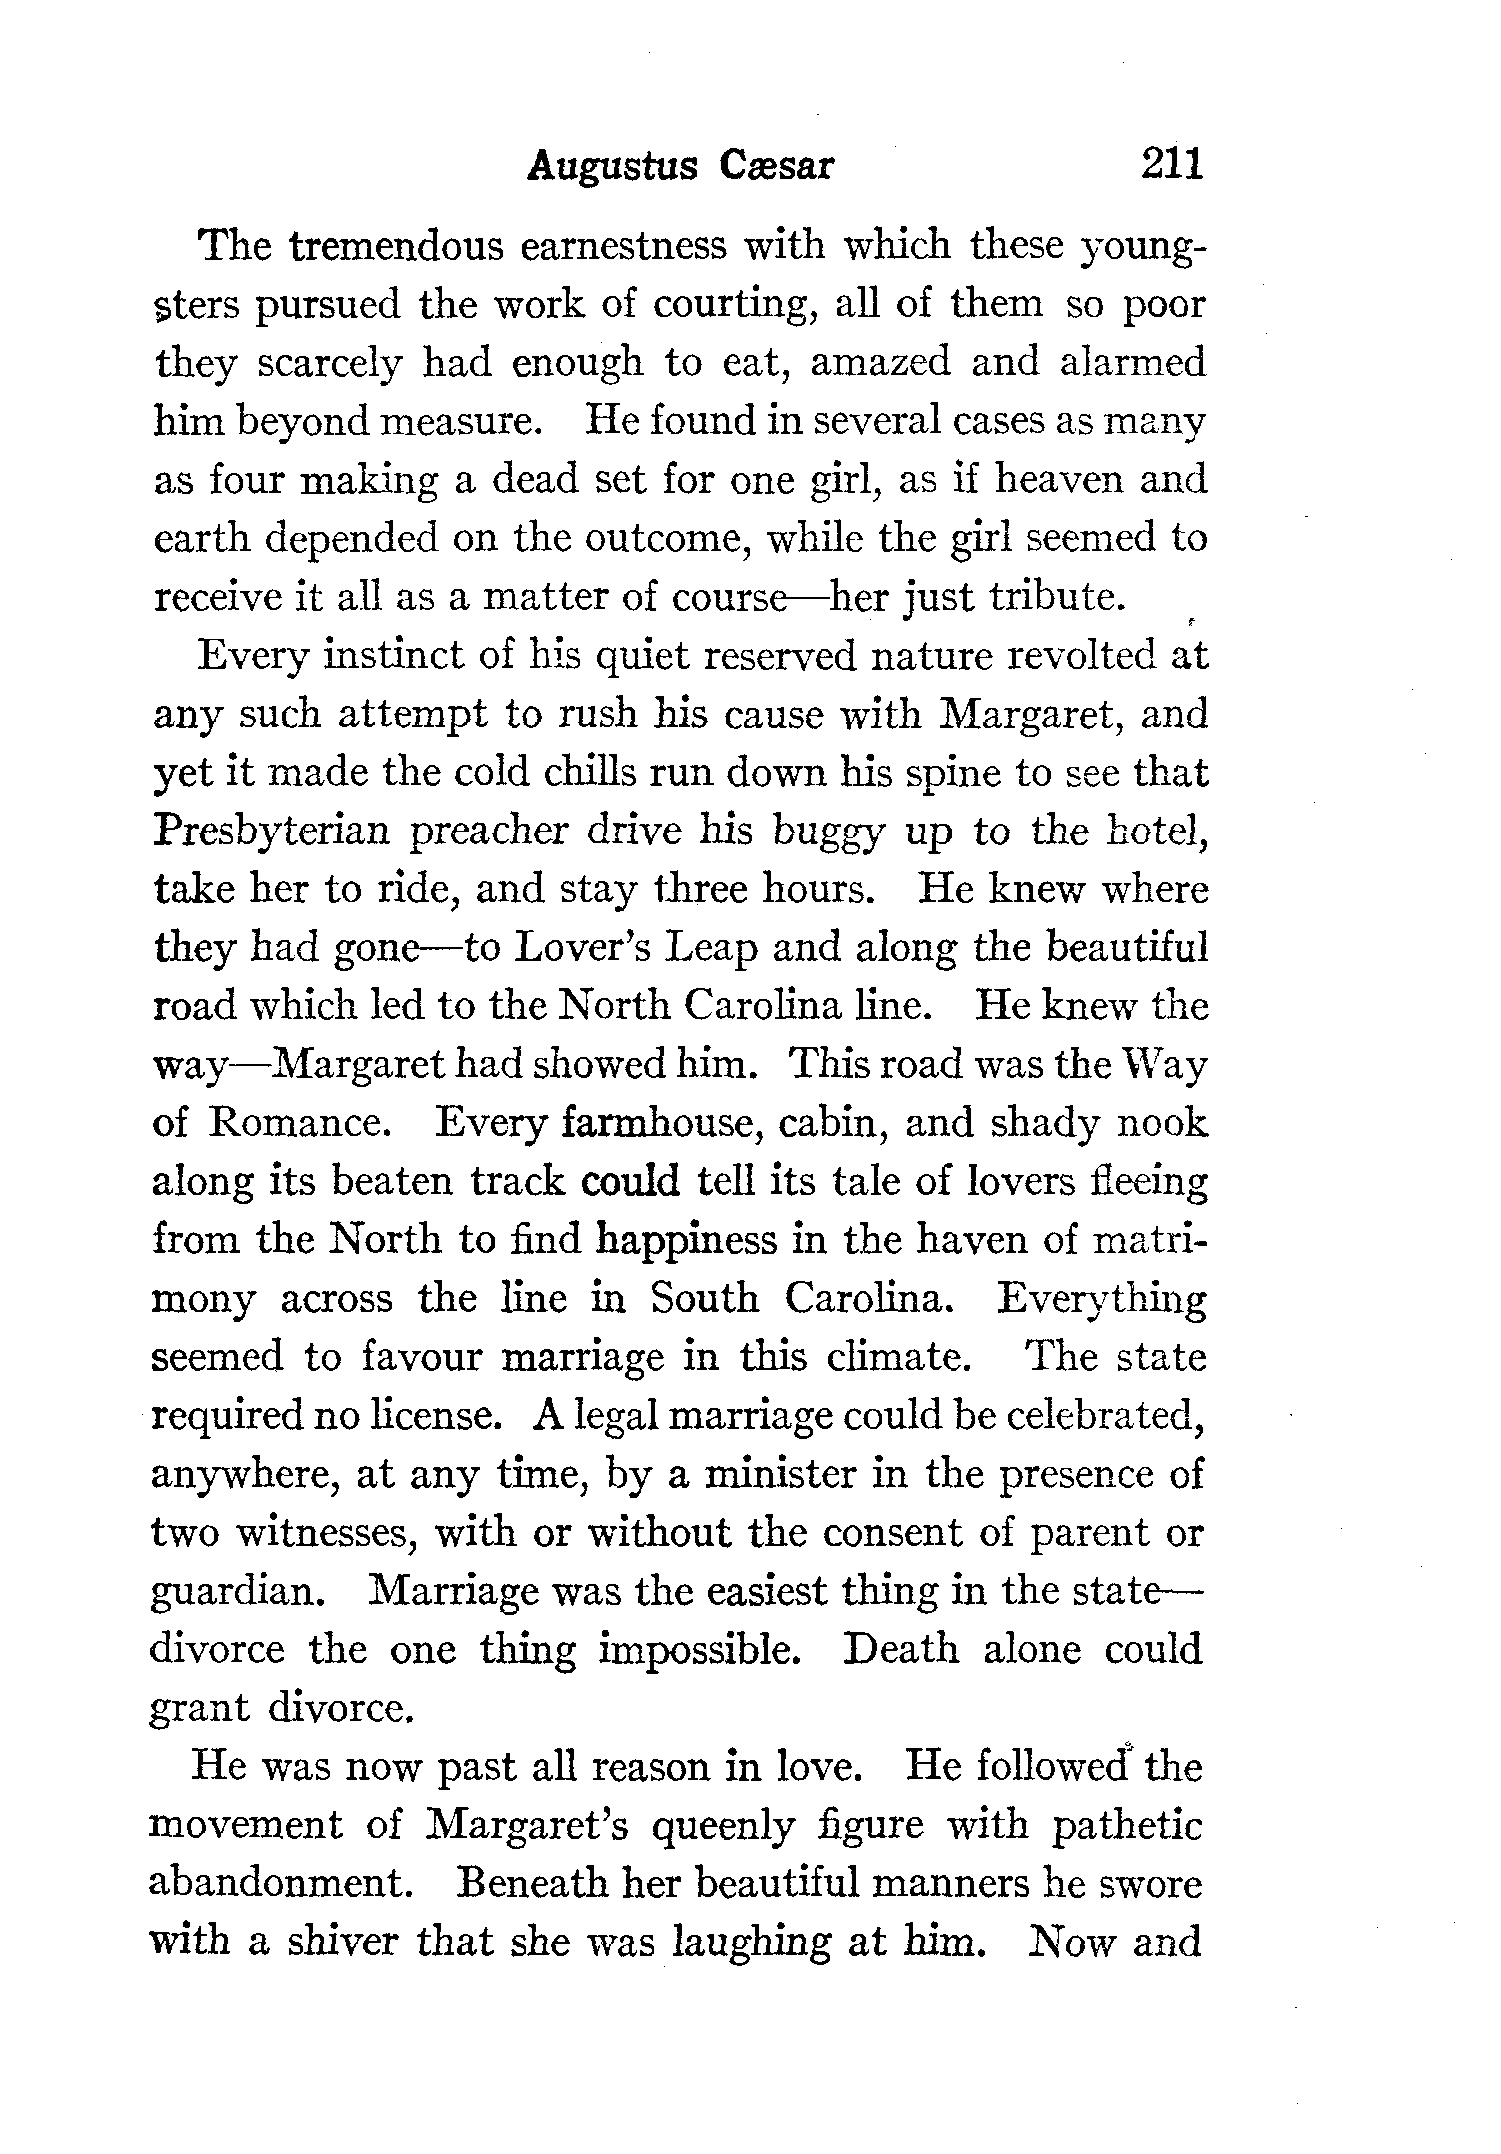 Augustus Cæsar 211
The tremendous earnestness with which these young-
sters pursued the work of courting, all of them so poor
they scarcely had enough to eat, amazed and alarmed
him beyond measure. He found in several cases as many
as four making a dead set for one girl, as if heaven and
earth depended on the outcome, while the girl seemed to
receive it all as a matter of course—her just tribute.
Every instinct of his quiet reserved nature revolted at
any such attempt to rush his cause with Margaret, and
yet it made the cold chills run down his spine to see that
Presbyterian preacher drive his buggy up to the hotel,
take her to ride, and stay three hours. He knew where
they had gone—to Lover's Leap and along the beautiful
road which led to the North Carolina line. He knew the
way—Margaret had showed him. This road was the Way
of Romance. Every farmhouse, cabin, and shady nook
along its beaten track could tell its tale of lovers fleeing
from the North to find happiness in the haven of matri-
mony across the line in South Carolina. Everything
seemed to favour marriage in this climate. The state
required no license. A legal marriage could be celebrated,
anywhere, at any time, by a minister in the presence of
two witnesses, with or without the consent of parent or
guardian. Marriage was the easiest thing in the state—
divorce the one thing impossible. Death alone could
grant divorce.
He was now past all reason in love. He followed the
movement of Margaret's queenly figure with pathetic
abandonment. Beneath her beautiful manners he swore
with a shiver that she was laughing at him. Now and